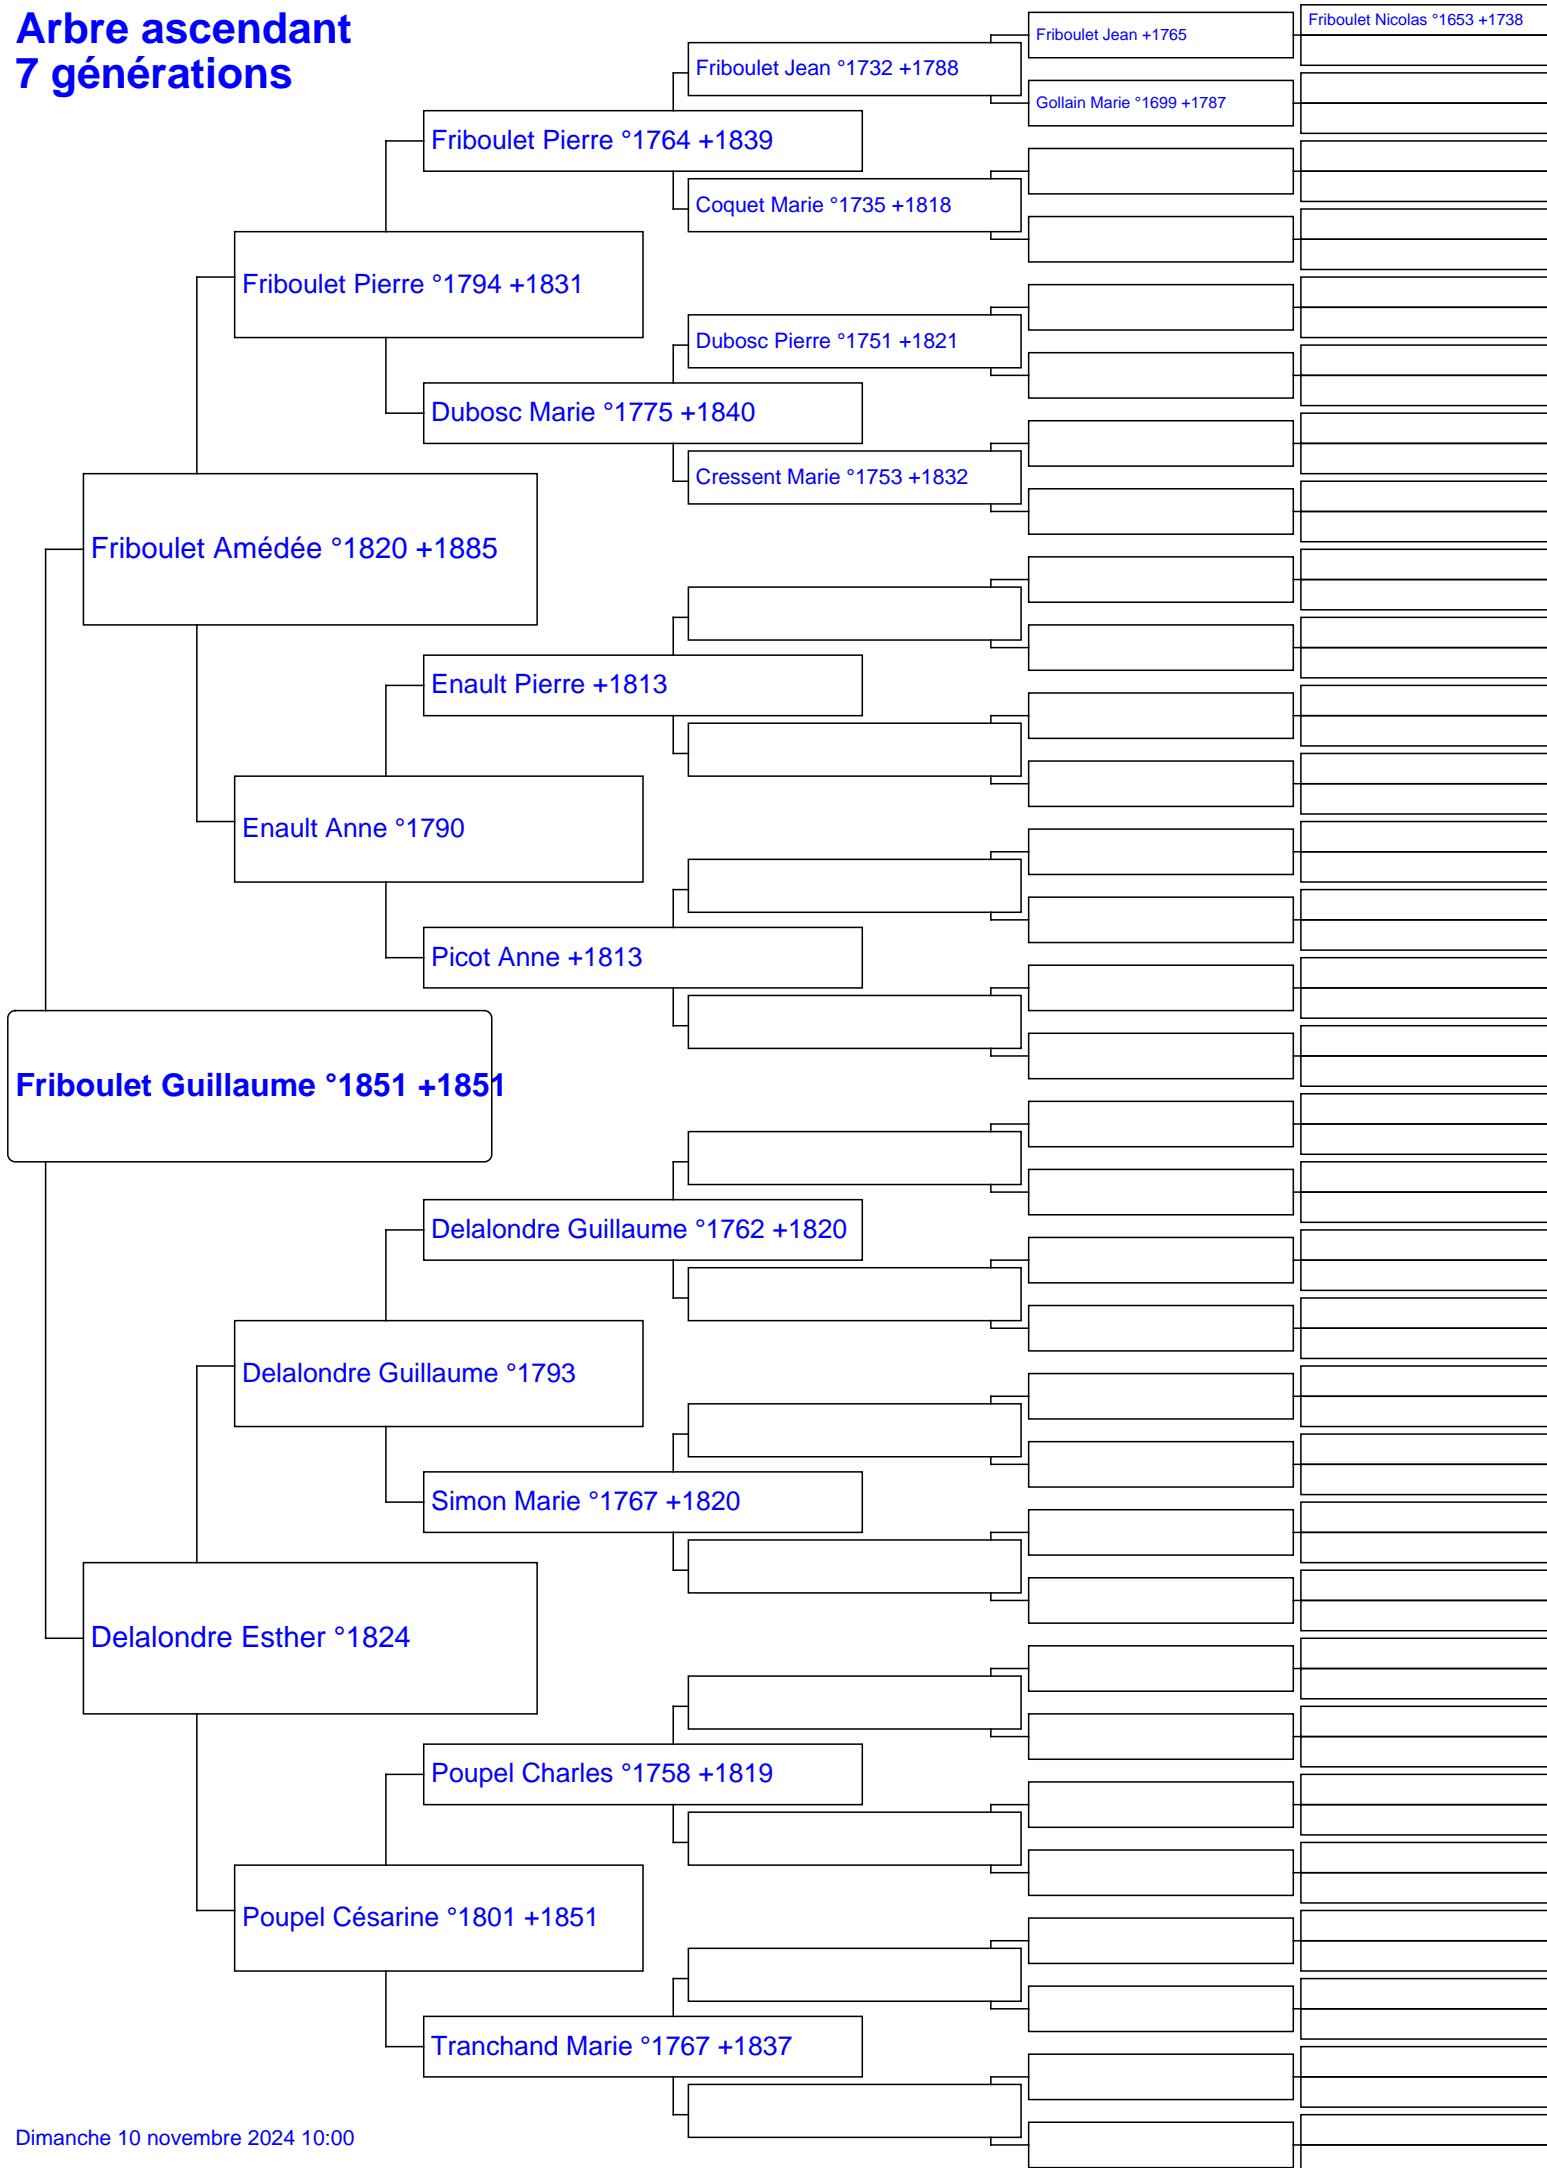 Arbre ascendant
7 générations
Friboulet Nicolas °1653 +1738
Friboulet Jean +1765
Friboulet Jean °1732 +1788
Gollain Marie °1699 +1787
Friboulet Pierre °1764 +1839
Coquet Marie °1735 +1818
Friboulet Pierre °1794 +1831
Dubosc Pierre °1751 +1821
Dubosc Marie °1775 +1840
Cressent Marie °1753 +1832
Friboulet Amédée °1820 +1885
Enault Pierre +1813
Enault Anne °1790
Picot Anne +1813
Friboulet Guillaume °1851 +1851
Delalondre Guillaume °1762 +1820
Delalondre Guillaume °1793
Simon Marie °1767 +1820
Delalondre Esther °1824
Poupel Charles °1758 +1819
Poupel Césarine °1801 +1851
Tranchand Marie °1767 +1837
Dimanche 10 novembre 2024 10:00